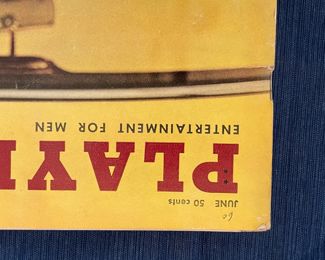 JUNE 50 cents
PLAY
ENTERTAINMENT FOR MEN